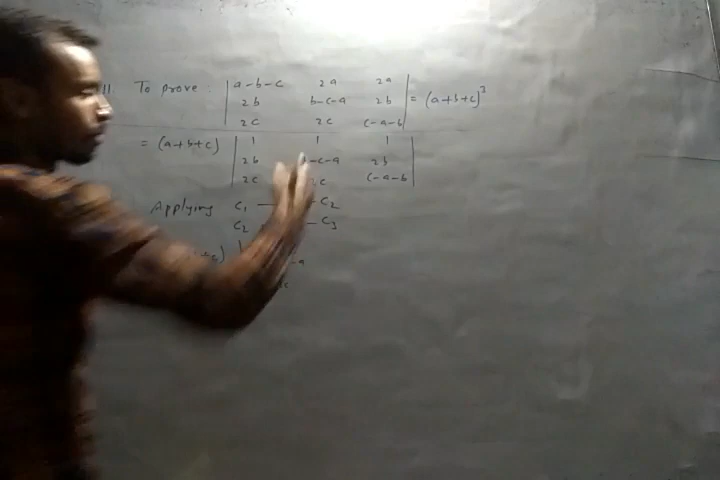 11. To prove : | a-b-c 2a 2a |
| 2b b-c-a 2b | = (a+b+c)³
| 2c 2c c-a-b |
= (a+b+c) | 1 1 1 |
| 2b -c-a 2b |
| 2c 2c c-a-b |
Applying C₁ — -C₂
C₂ -C₃
+c) | -a